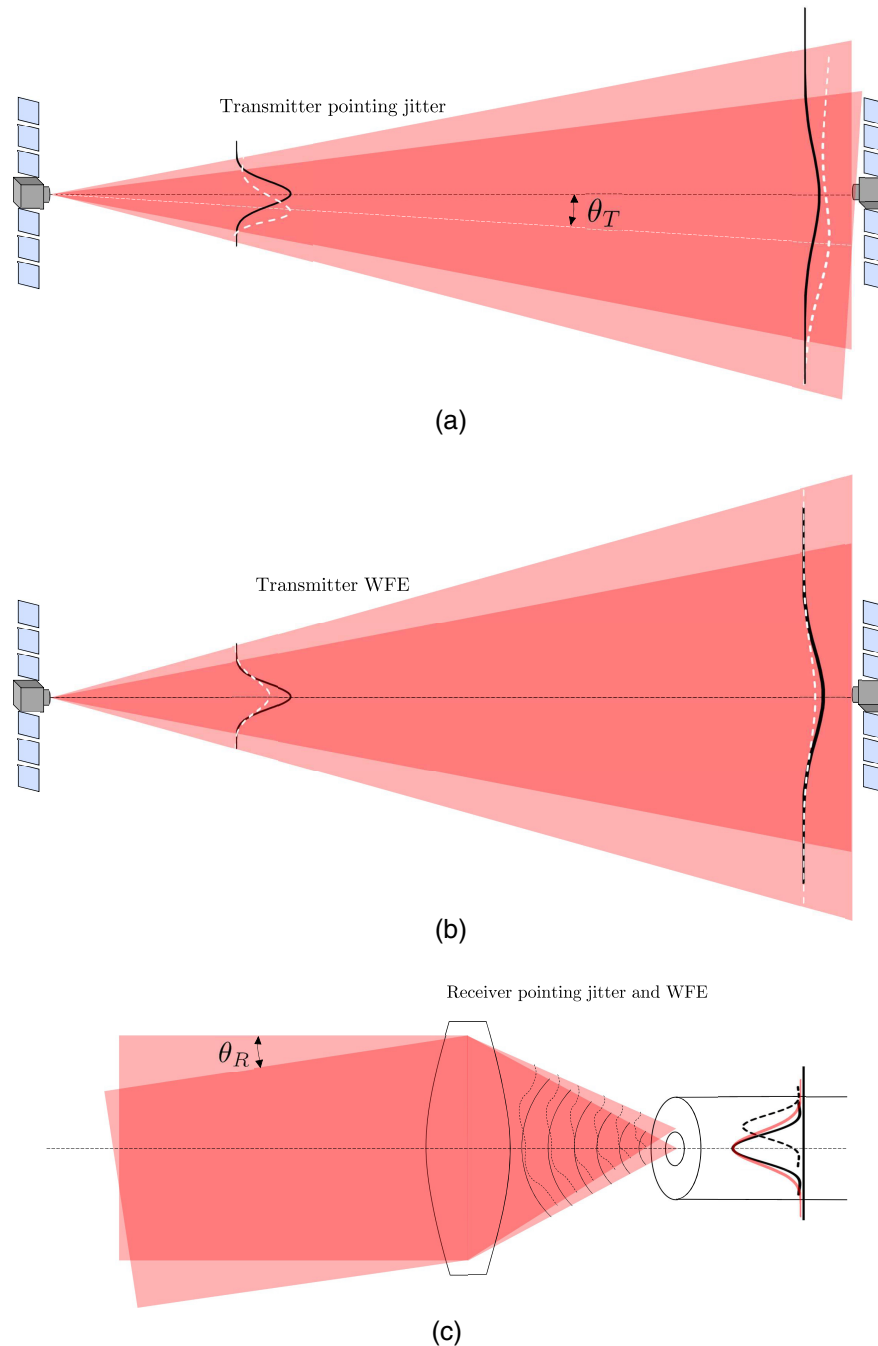 Transmitter pointing jitter
θ_T
(a)
Transmitter WFE
(b)
Receiver pointing jitter and WFE
θ_R
(c)